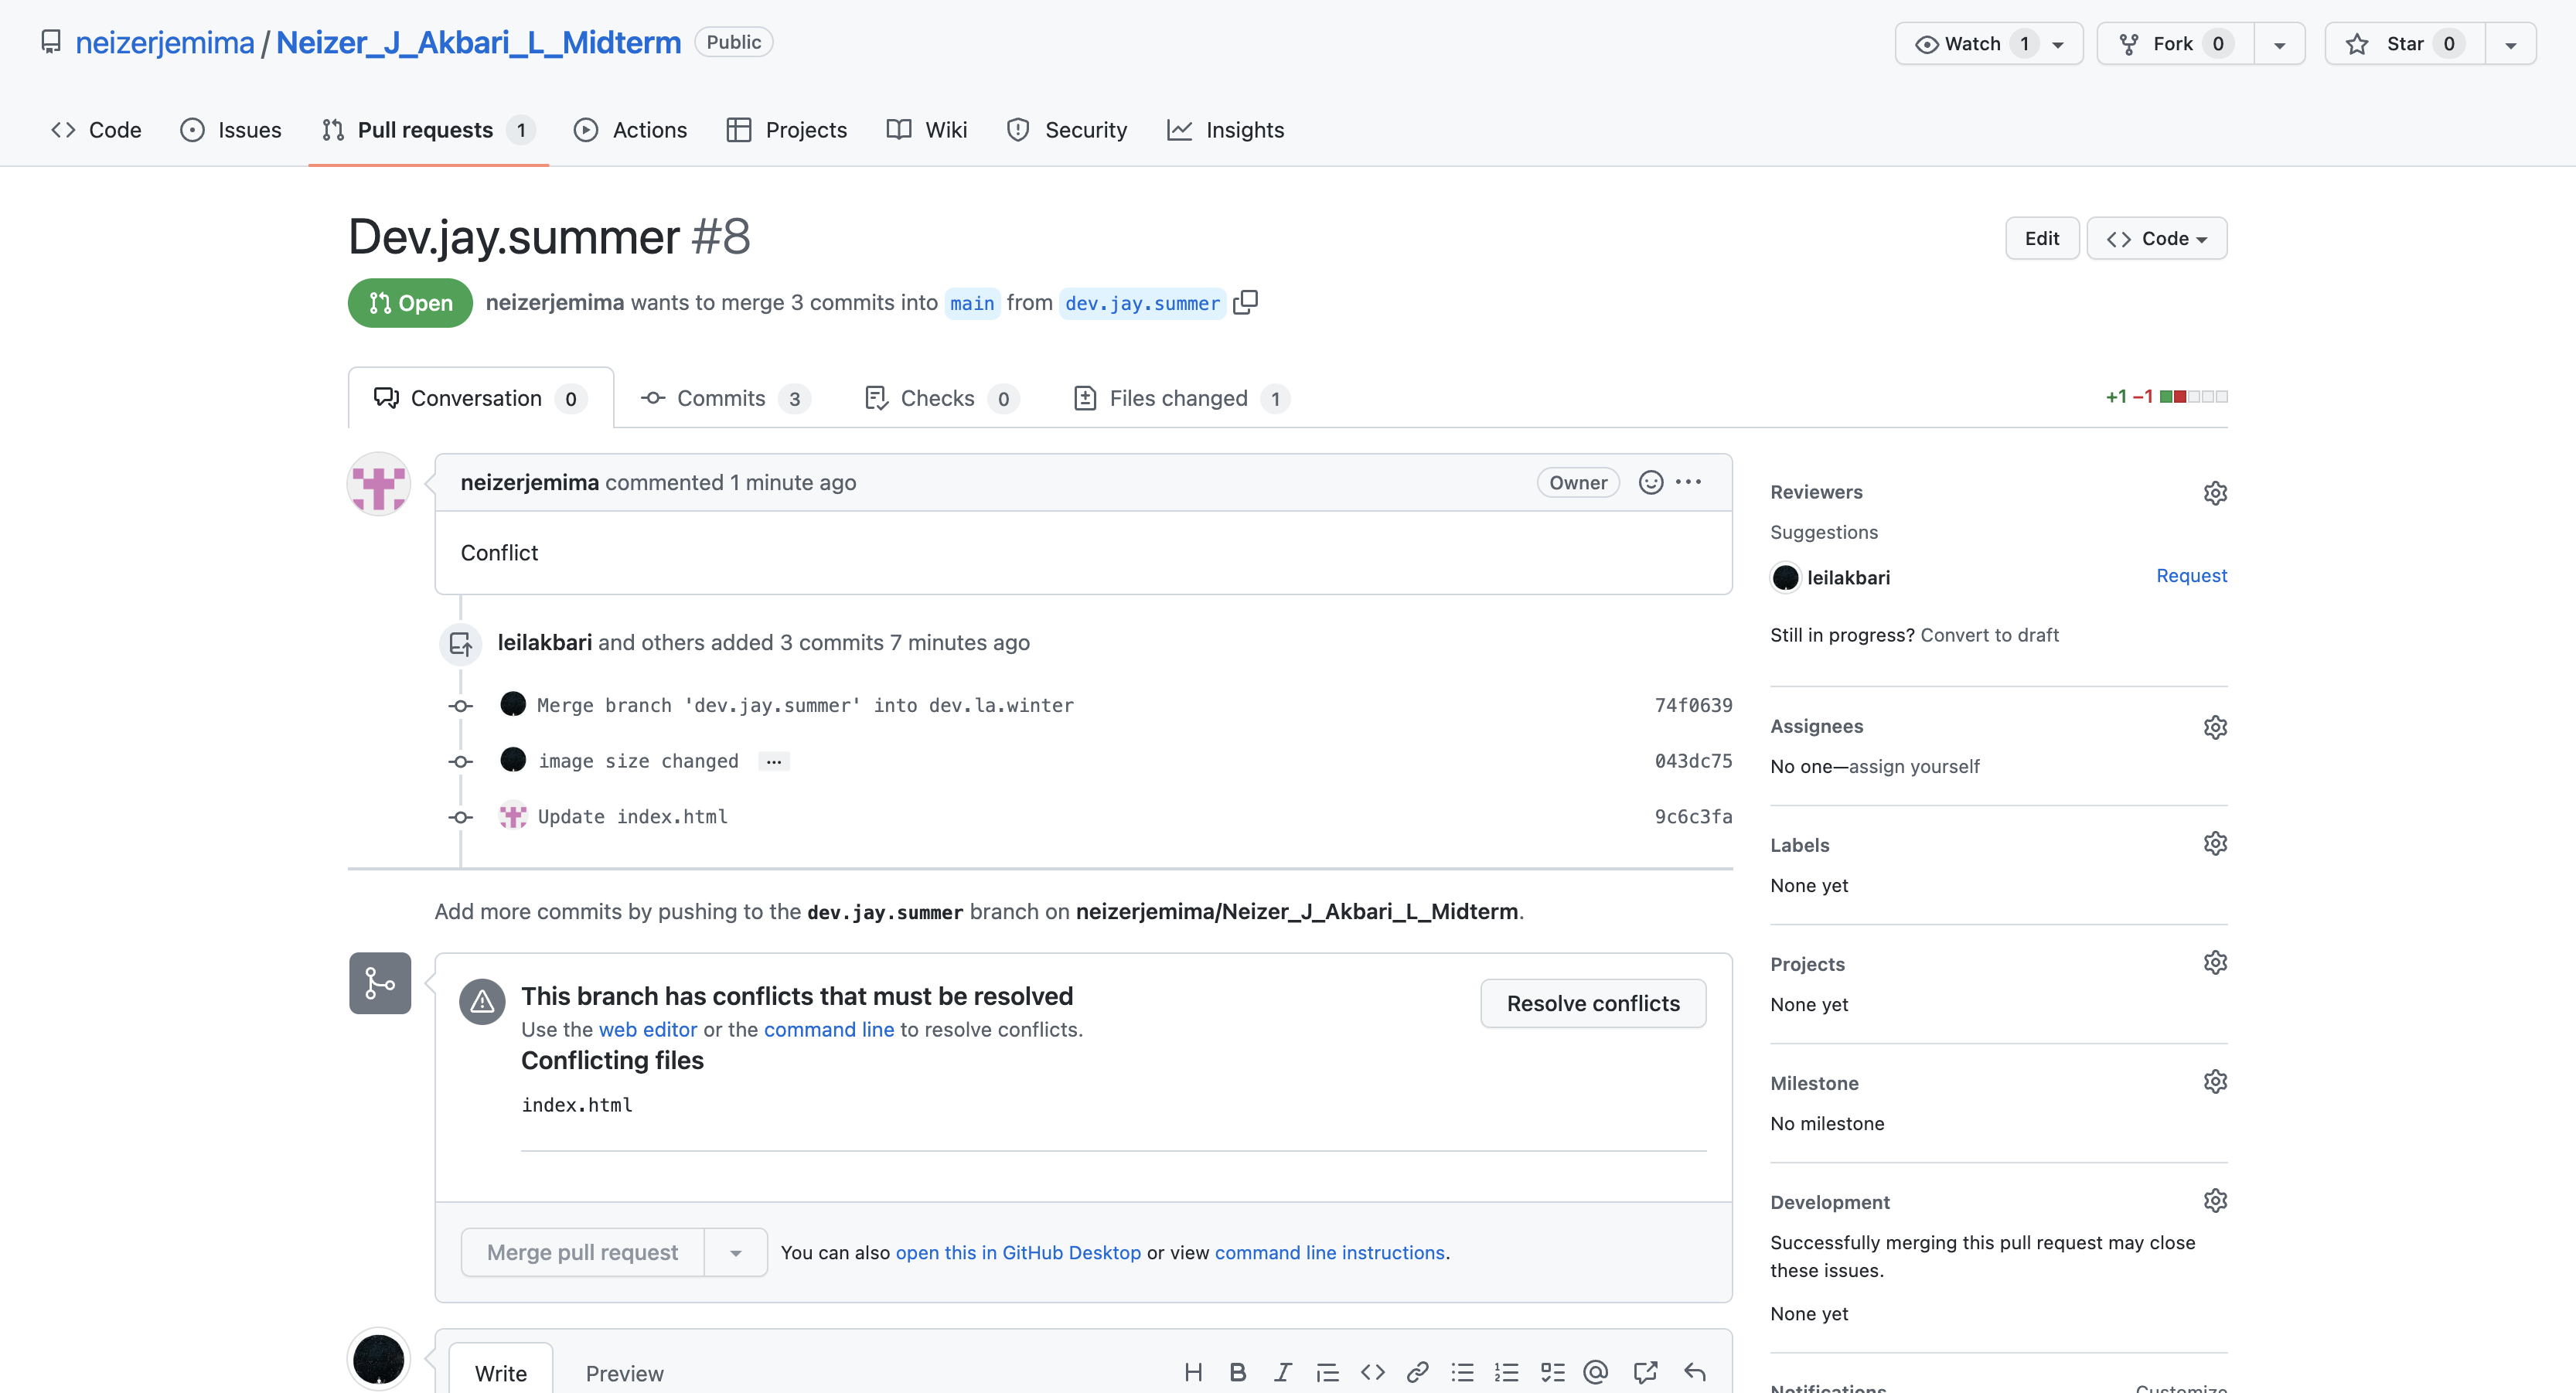 neizerjemima / Neizer_J_Akbari_L_Midterm Public
Watch 1 Fork 0 Star 0
Code Issues Pull requests 1 Actions Projects Wiki Security Insights
Dev.jay.summer #8
Edit Code
Open neizerjemima wants to merge 3 commits into main from dev.jay.summer
Conversation 0 Commits 3 Checks 0 Files changed 1
+1 −1
neizerjemima commented 1 minute ago Owner
Conflict
leilakbari and others added 3 commits 7 minutes ago
Merge branch 'dev.jay.summer' into dev.la.winter 74f0639
image size changed ... 043dc75
Update index.html 9c6c3fa
Add more commits by pushing to the dev.jay.summer branch on neizerjemima/Neizer_J_Akbari_L_Midterm.
This branch has conflicts that must be resolved
Use the web editor or the command line to resolve conflicts.
Resolve conflicts
Conflicting files
index.html
Merge pull request You can also open this in GitHub Desktop or view command line instructions.
Write Preview
Reviewers
Suggestions
leilakbari Request
Still in progress? Convert to draft
Assignees
No one—assign yourself
Labels
None yet
Projects
None yet
Milestone
No milestone
Development
Successfully merging this pull request may close
these issues.
None yet
Notifications Customize